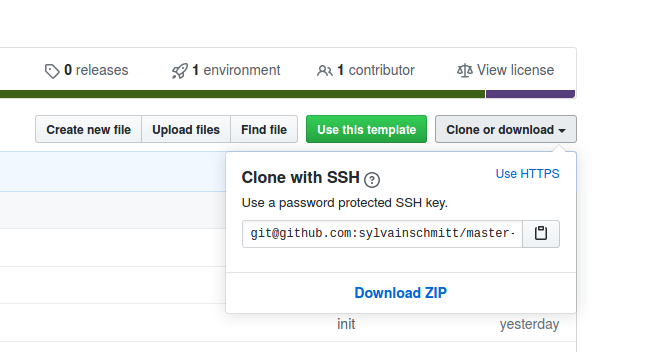 0 releases 1 environment 1 contributor View license
Create new file Upload files Find file Use this template Clone or download
Clone with SSH ? Use HTTPS
Use a password protected SSH key.
git@github.com:sylvainschmitt/master-
Download ZIP
init yesterday